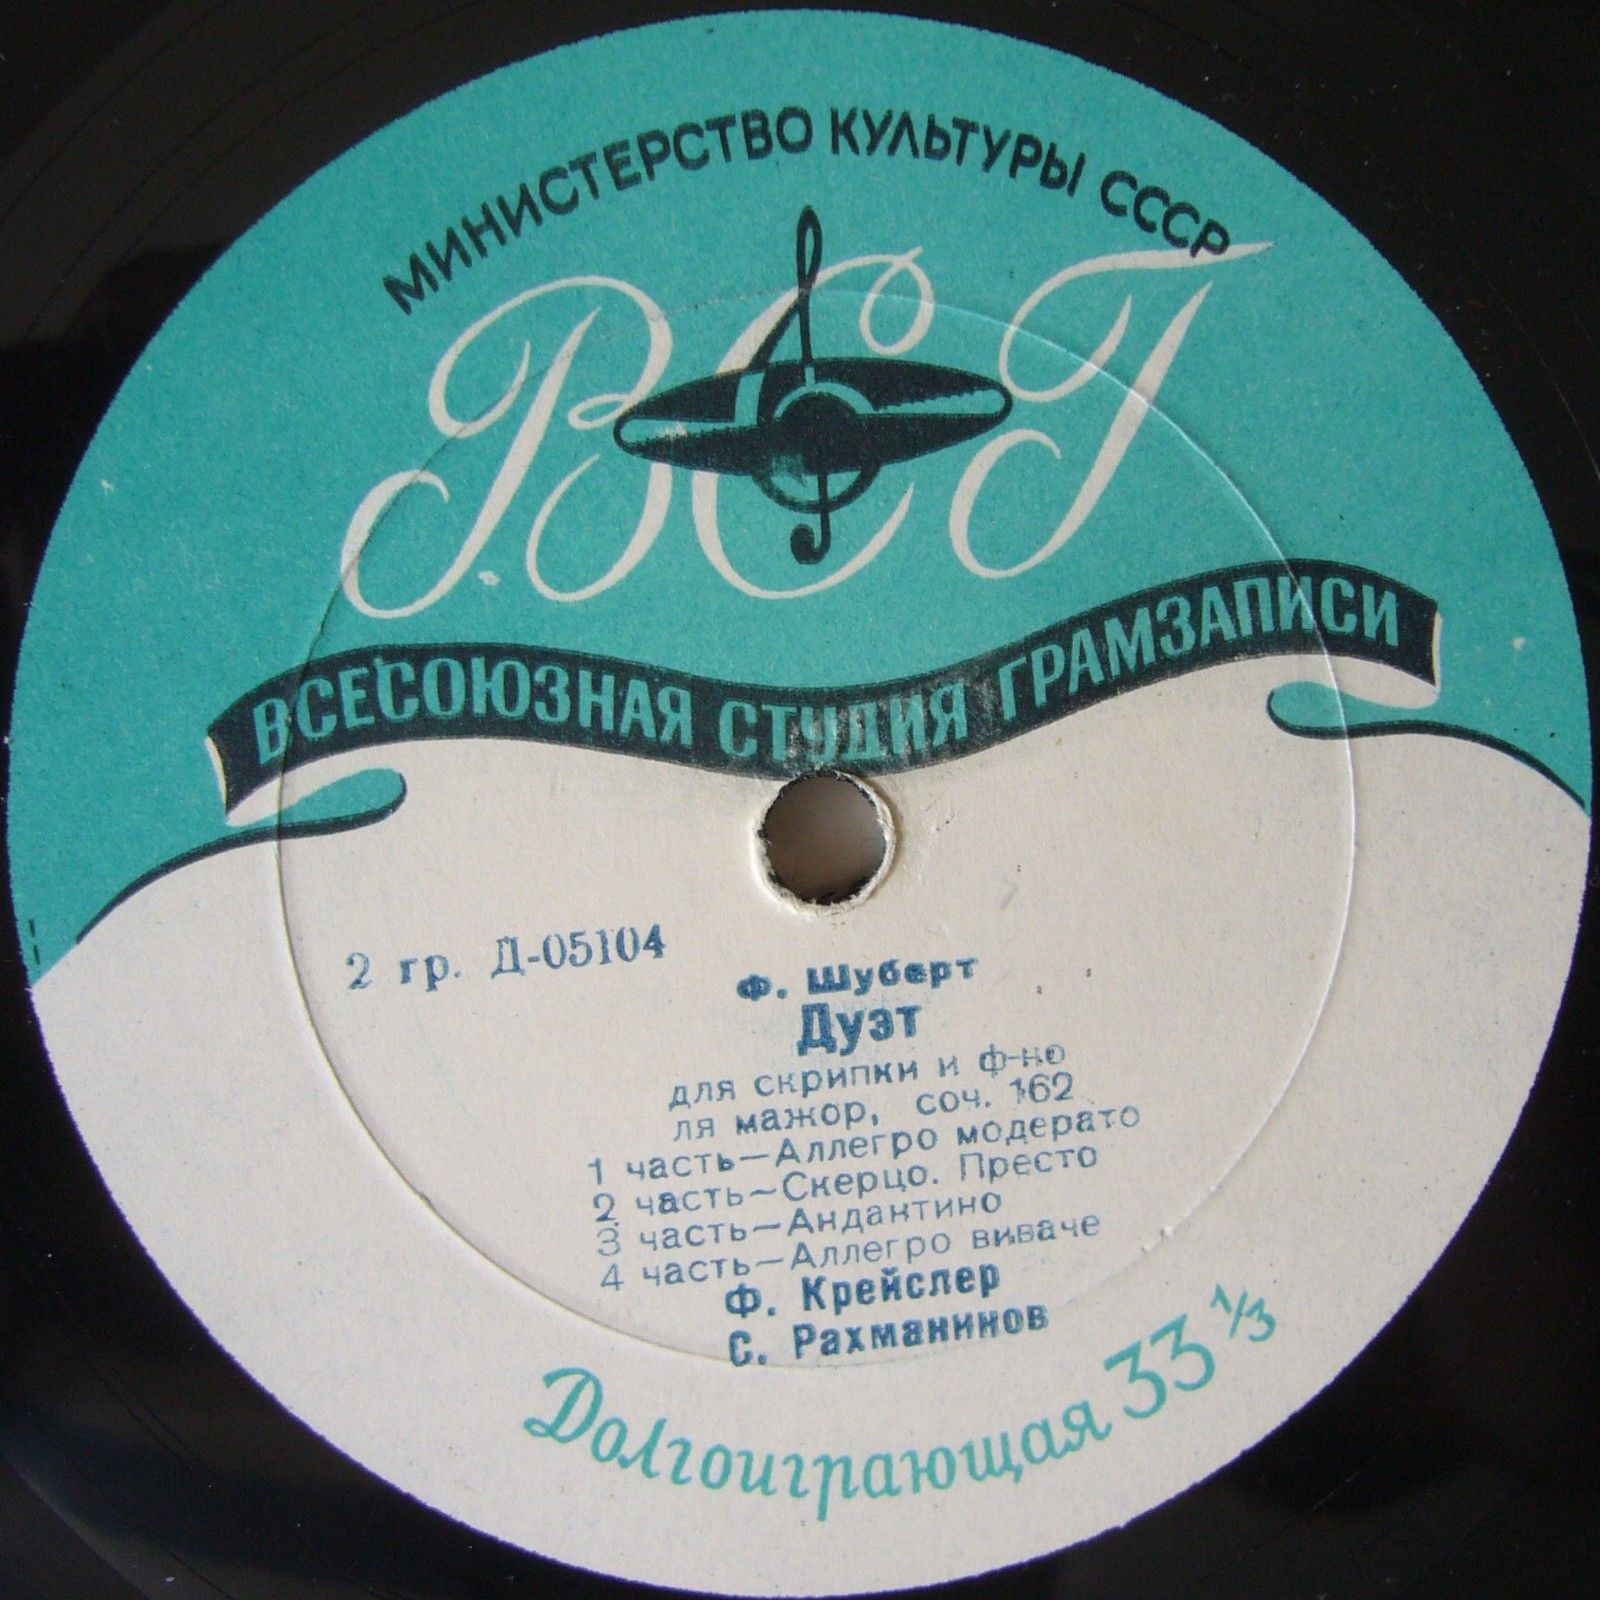 МИНИСТЕРСТВО КУЛЬТУРЫ СССР
ВСГ
ВСЕСОЮЗНАЯ СТУДИЯ ГРАМЗАПИСИ
2 гр. Д-05104
Ф. Шуберт
Дуэт
для скрипки и ф-но
ля мажор, соч. 162
1 часть—Аллегро модерато
2 часть—Скерцо. Престо
3 часть—Андантино
4 часть—Аллегро виваче
Ф. Крейслер
С. Рахманинов
Долгоиграющая 33 1/3